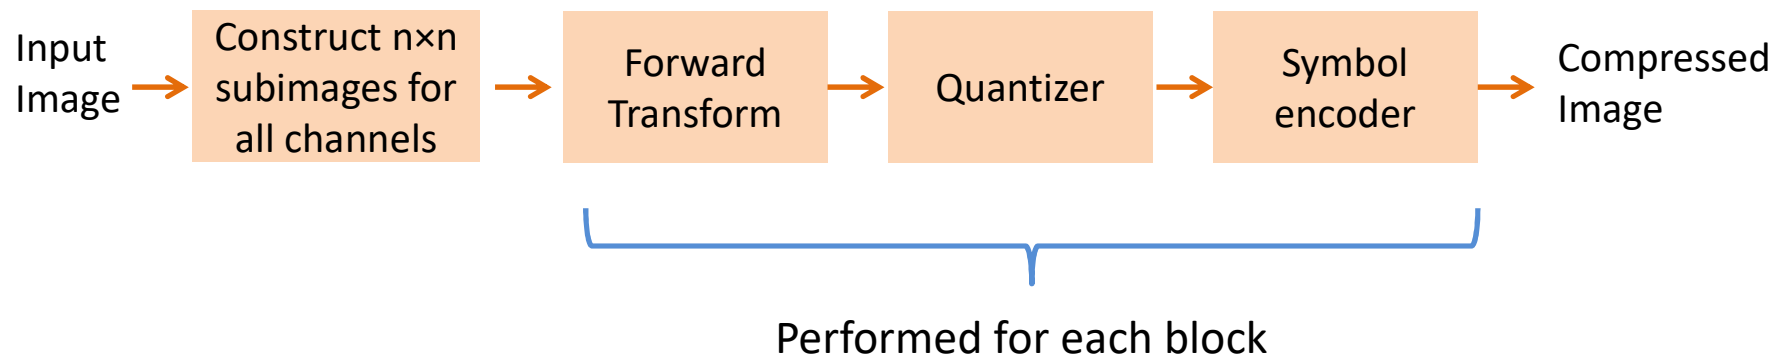 Input
Image
Construct n×n
subimages for
all channels
Forward
Transform
Quantizer
Symbol
encoder
Compressed
Image
Performed for each block